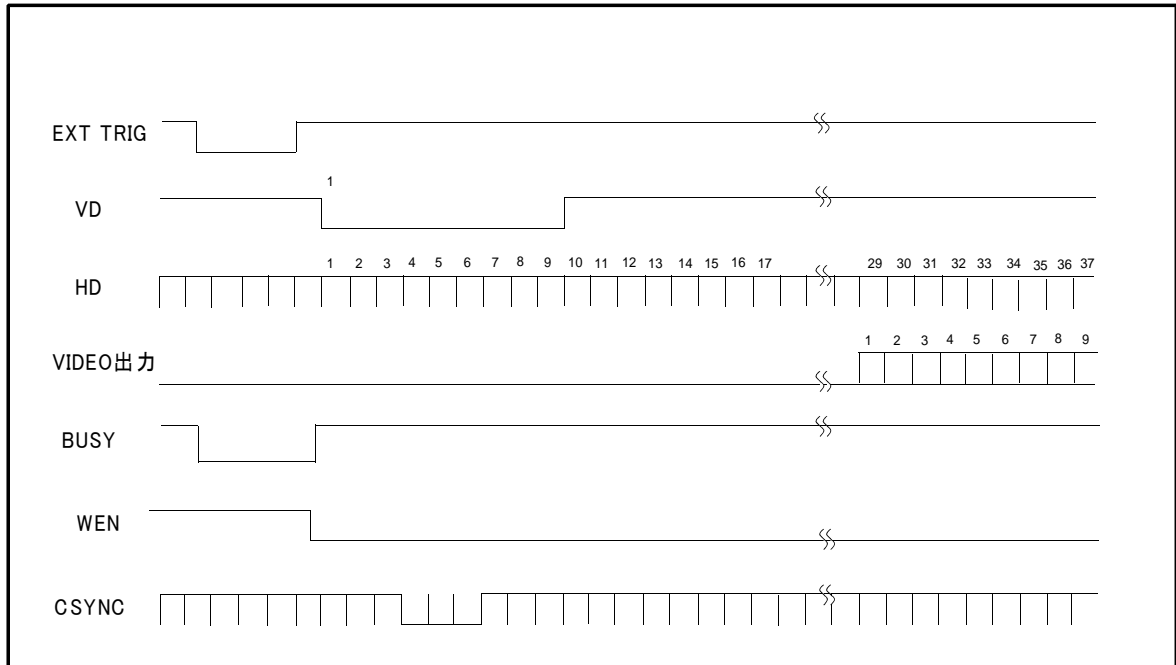 EXT TRIG
1
VD
1 2 3 4 5 6 7 8 9 10 11 12 13 14 15 16 17 29 30 31 32 33 34 35 36 37
HD
1 2 3 4 5 6 7 8 9
VIDEO出力
BUSY
WEN
CSYNC